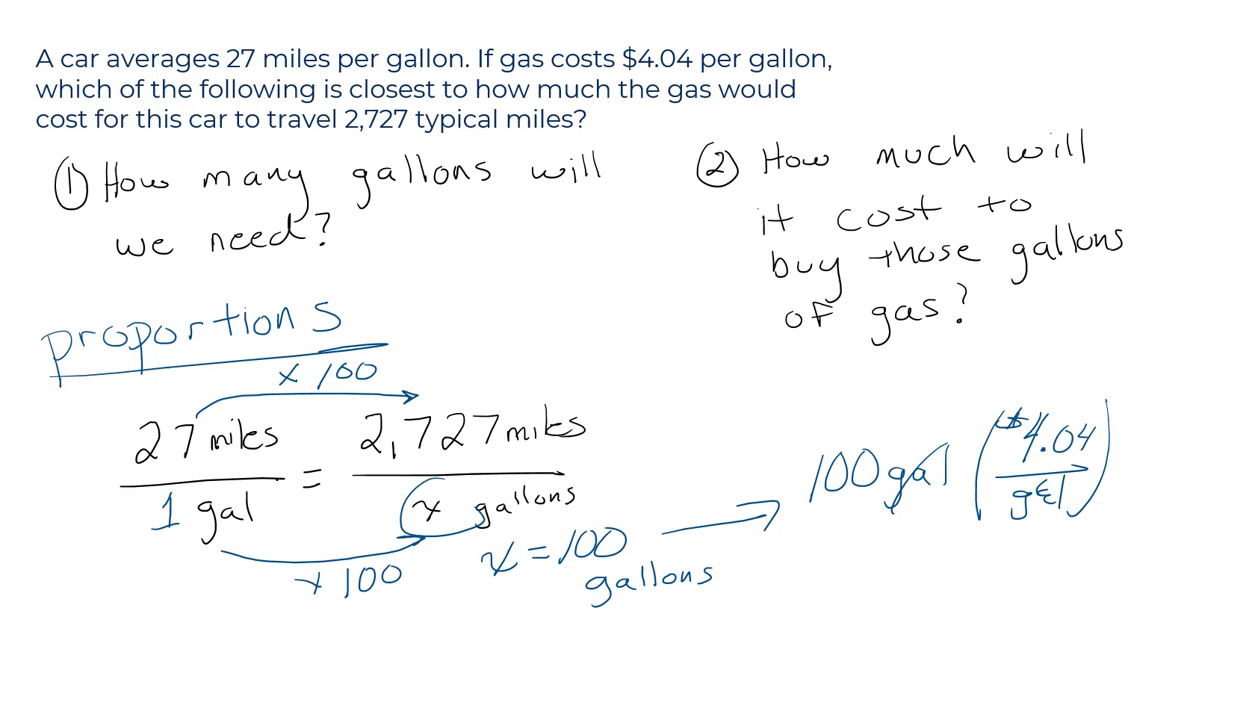 A car averages 27 miles per gallon. If gas costs $4.04 per gallon,
which of the following is closest to how much the gas would
cost for this car to travel 2,727 typical miles?
① How many gallons will
we need?
② How much will
it cost to
buy those gallons
of gas?
proportions
x 100
27 miles
1 gal
=
2,727 miles
x gallons
x 100
x = 100
gallons
100 gal ($4.04
gal)